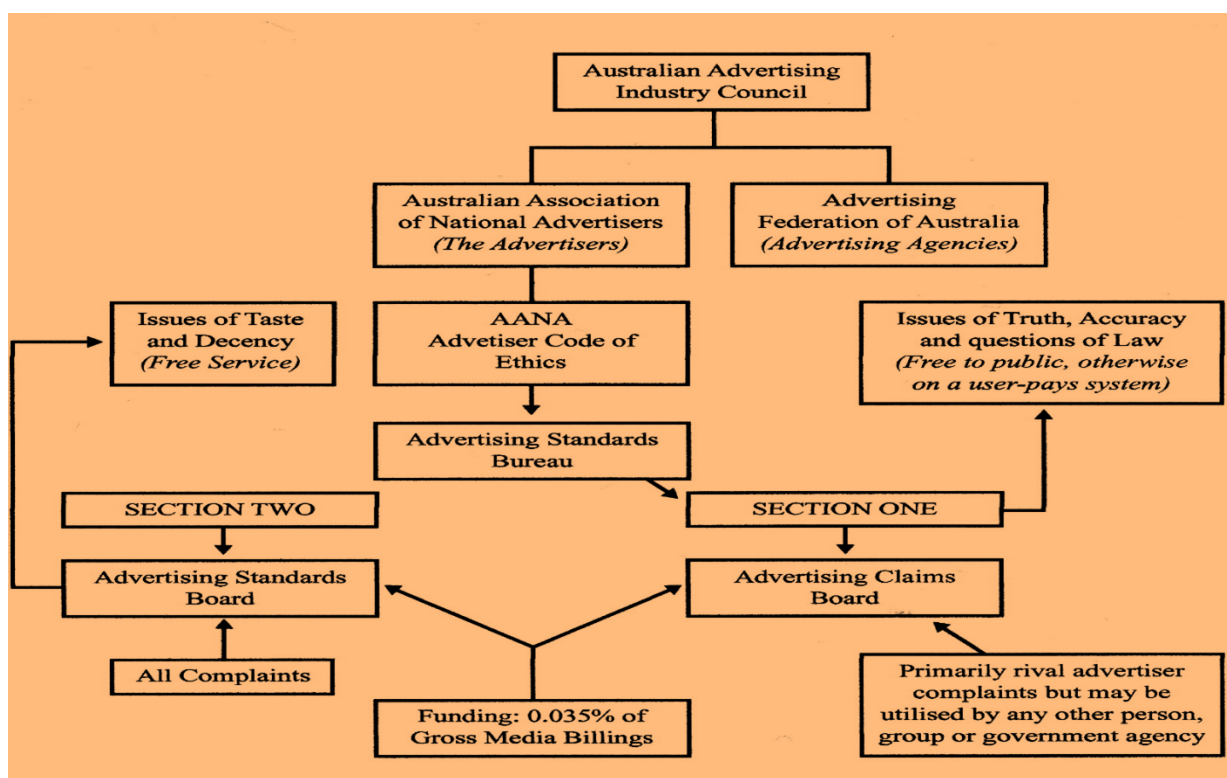 Australian Advertising
Industry Council
Australian Association
of National Advertisers
(The Advertisers)
Advertising
Federation of Australia
(Advertising Agencies)
Issues of Taste
and Decency
(Free Service)
AANA
Advetiser Code of
Ethics
Issues of Truth, Accuracy
and questions of Law
(Free to public, otherwise
on a user-pays system)
Advertising Standards
Bureau
SECTION TWO
SECTION ONE
Advertising Standards
Board
Advertising Claims
Board
All Complaints
Funding: 0.035% of
Gross Media Billings
Primarily rival advertiser
complaints but may be
utilised by any other person,
group or government agency